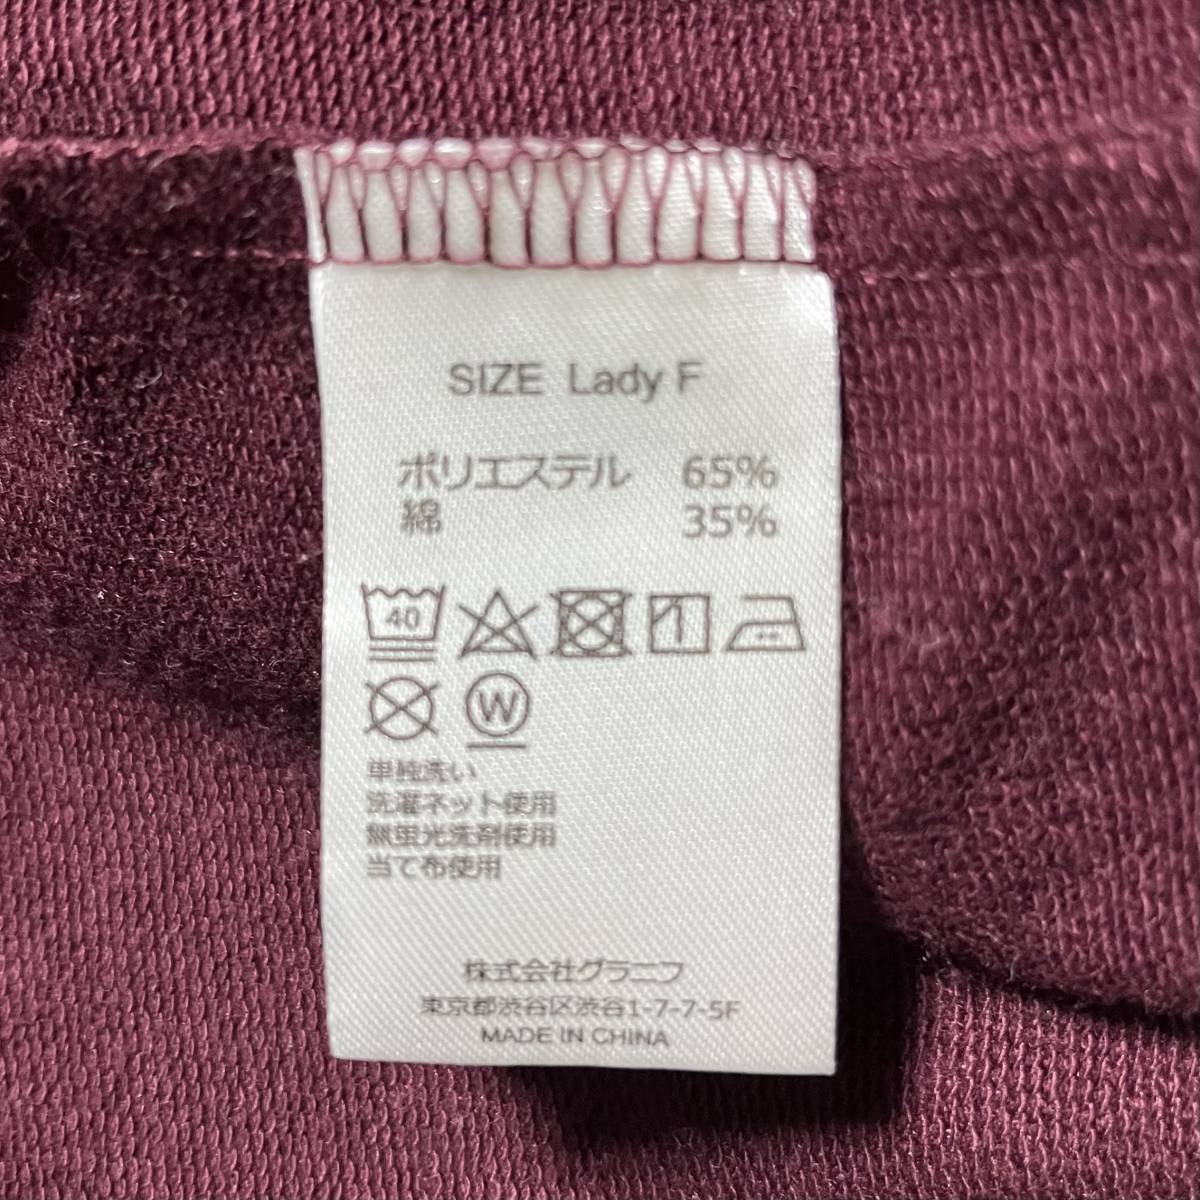 SIZE Lady F
ポリエステル 65%
綿 35%
40
W
単独洗い
洗濯ネット使用
無蛍光洗剤使用
当て布使用
株式会社グラニフ
東京都渋谷区渋谷1-7-7-5F
MADE IN CHINA